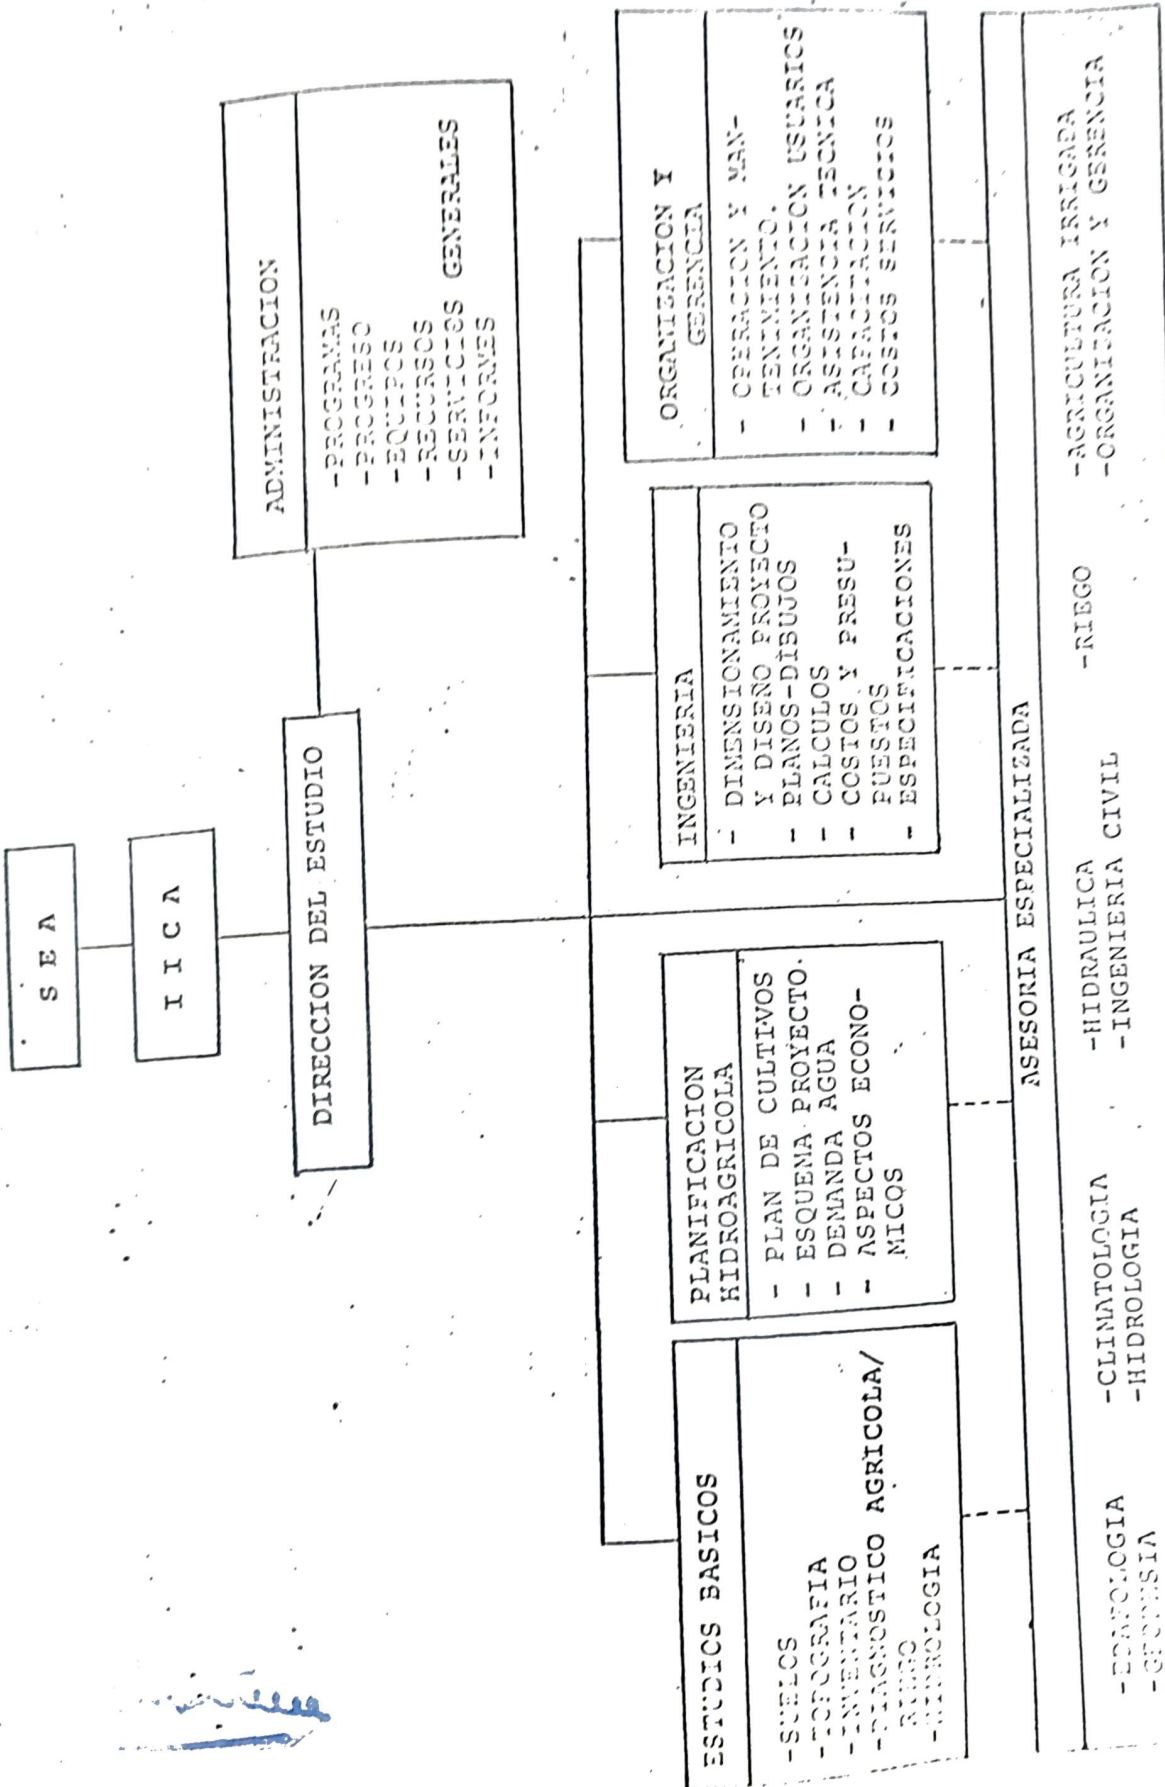 S E A
I I C A
DIRECCION DEL ESTUDIO
ADMINISTRACION
-PROGRAMAS
-PROGRESO
-EQUIPOS
-RECURSOS
-SERVICIOS GENERALES
-INFORMES
ESTUDIOS BASICOS
-SUELOS
-TOPOGRAFIA
-INVENTARIO
-DIAGNOSTICO AGRICOLA/
RIEGO
-HIDROLOGIA
PLANIFICACION
HIDROAGRICOLA
- PLAN DE CULTIVOS
- ESQUEMA PROYECTO.
- DEMANDA AGUA
- ASPECTOS ECONO-
MICOS
INGENIERIA
- DIMENSIONAMIENTO
Y DISEÑO PROYECTO
- PLANOS-DIBUJOS
- CALCULOS
- COSTOS Y PRESU-
PUESTOS
- ESPECIFICACIONES
ORGANIZACION Y
GERENCIA
- OPERACION Y MAN-
TENIMIENTO.
- ORGANIZACION USUARIOS
- ASISTENCIA TECNICA
- CAPACITACION
- COSTOS SERVICIOS
ASESORIA ESPECIALIZADA
-EDAFOLOGIA
-GEODESIA
-CLIMATOLOGIA
-HIDROLOGIA
-HIDRAULICA
-INGENIERIA CIVIL
-RIEGO
-AGRICULTURA IRRIGADA
-ORGANIZACION Y GERENCIA